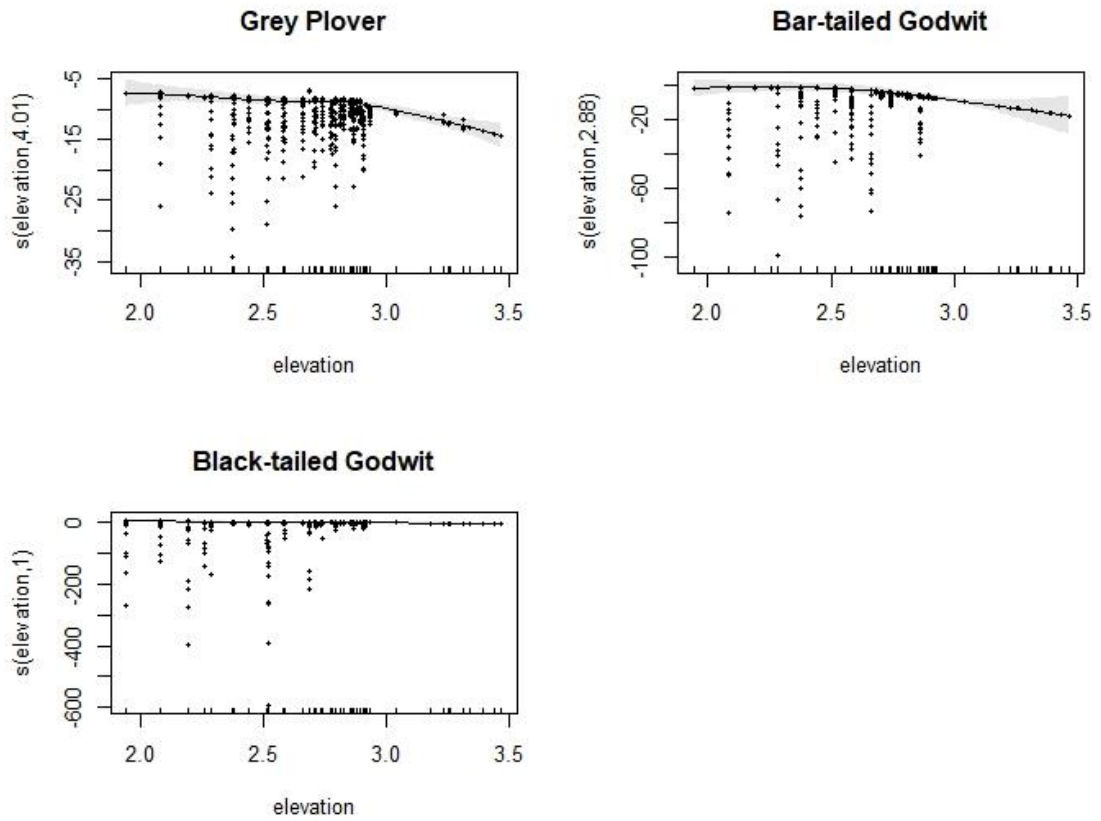 Grey Plover
s(elevation,4.01)
-5
-15
-25
-35
2.0 2.5 3.0 3.5
elevation
Bar-tailed Godwit
s(elevation,2.88)
-20
-60
-100
2.0 2.5 3.0 3.5
elevation
Black-tailed Godwit
s(elevation,1)
0
-200
-400
-600
2.0 2.5 3.0 3.5
elevation